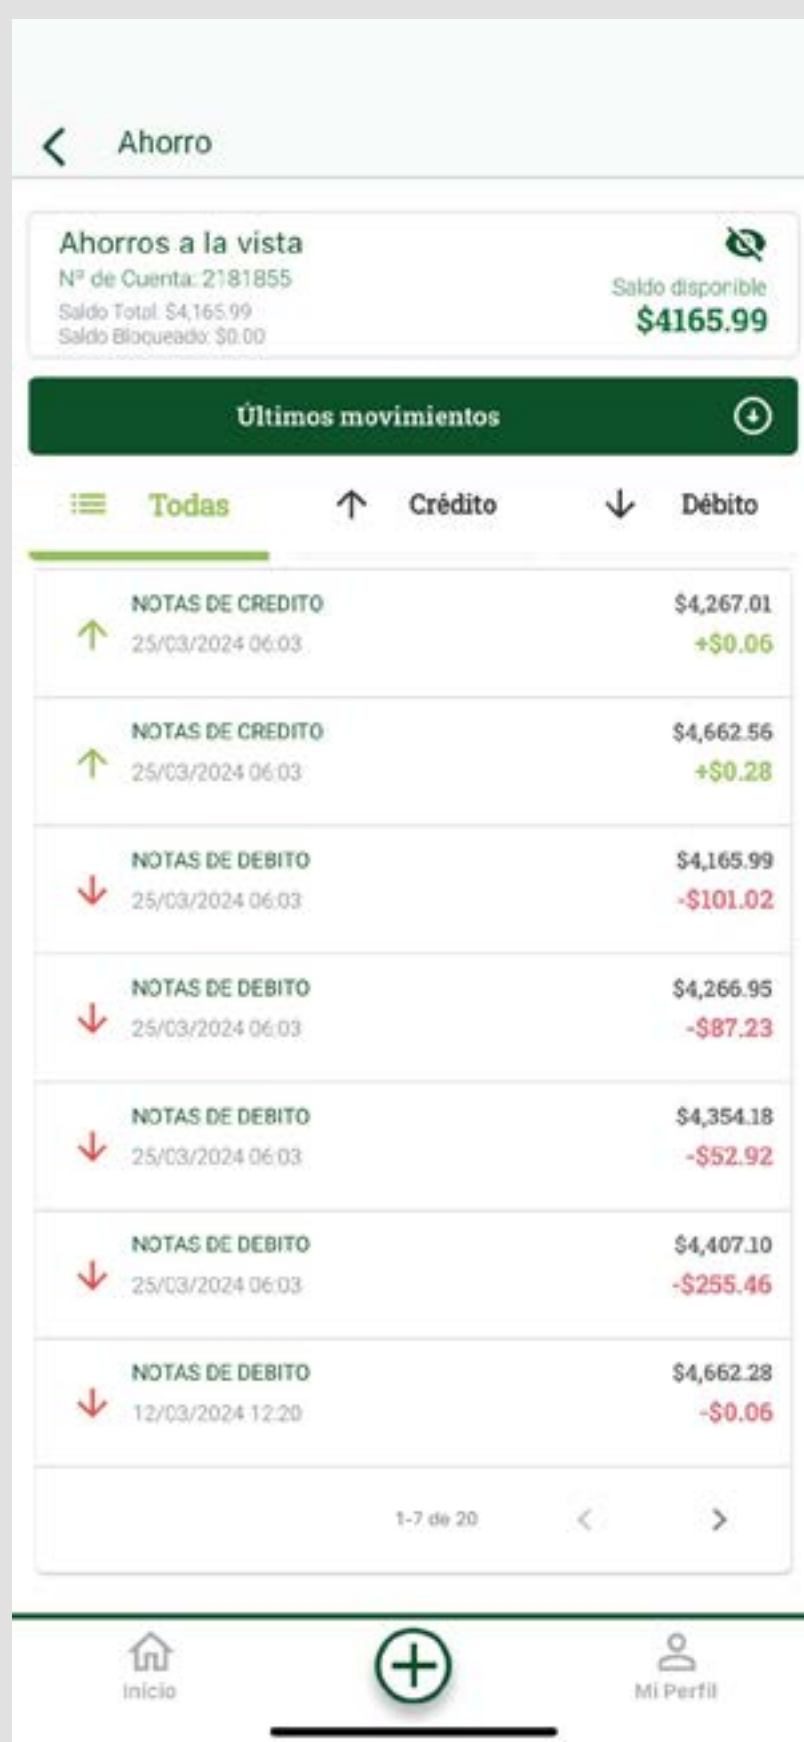 Ahorro
Ahorros a la vista
Nº de Cuenta: 2181855
Saldo Total: $4,165.99
Saldo Bloqueado: $0.00
Saldo disponible
$4165.99
Últimos movimientos
Todas
Crédito
Débito
NOTAS DE CREDITO
$4,267.01
25/03/2024 06:03
+$0.06
NOTAS DE CREDITO
$4,662.56
25/03/2024 06:03
+$0.28
NOTAS DE DEBITO
$4,165.99
25/03/2024 06:03
-$101.02
NOTAS DE DEBITO
$4,266.95
25/03/2024 06:03
-$87.23
NOTAS DE DEBITO
$4,354.18
25/03/2024 06:03
-$52.92
NOTAS DE DEBITO
$4,407.10
25/03/2024 06:03
-$255.46
NOTAS DE DEBITO
$4,662.28
12/03/2024 12:20
-$0.06
1-7 de 20
Inicio
Mi Perfil